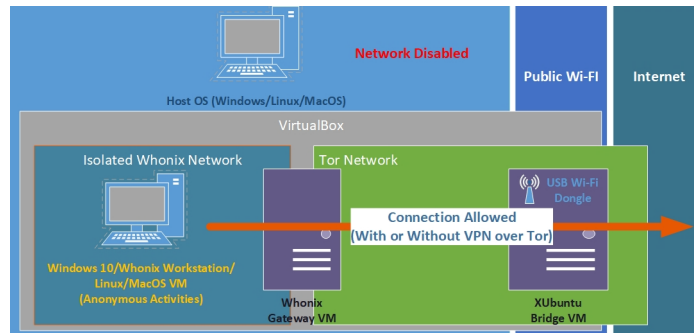 Network Disabled
Public Wi-FI
Internet
Host OS (Windows/Linux/MacOS)
VirtualBox
Isolated Whonix Network
Tor Network
USB Wi-FI
Dongle
Connection Allowed
(With or Without VPN over Tor)
Windows 10/Whonix Workstation/
Linux/MacOS VM
(Anonymous Activities)
Whonix
Gateway VM
XUbuntu
Bridge VM